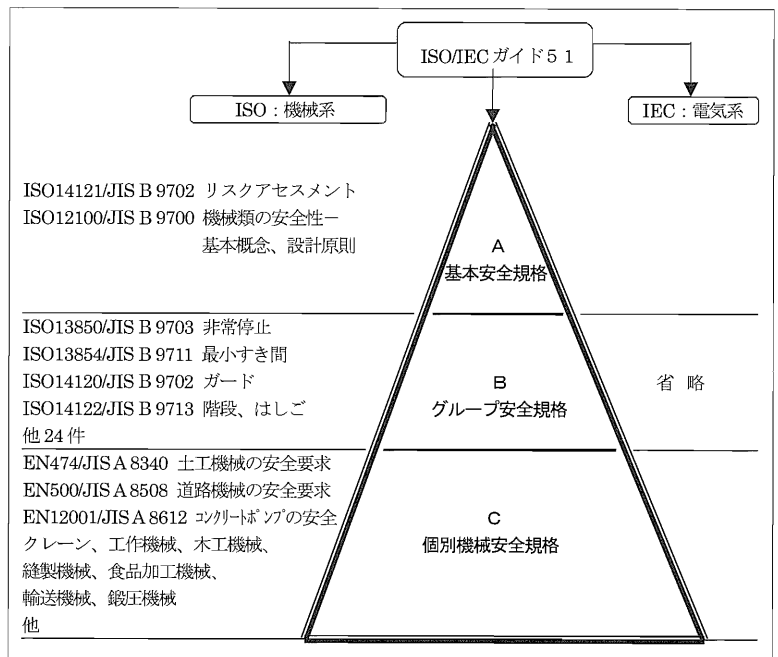 ISO/IECガイド51
ISO：機械系
IEC：電気系
ISO14121/JIS B 9702 リスクアセスメント
ISO12100/JIS B 9700 機械類の安全性－
基本概念、設計原則
A
基本安全規格
ISO13850/JIS B 9703 非常停止
ISO13854/JIS B 9711 最小すき間
ISO14120/JIS B 9702 ガード
ISO14122/JIS B 9713 階段、はしご
他24件
B
グループ安全規格
省 略
EN474/JIS A 8340 土工機械の安全要求
EN500/JIS A 8508 道路機械の安全要求
EN12001/JIS A 8612 ｺﾝｸﾘｰﾄﾎﾟﾝﾌﾟの安全
クレーン、工作機械、木工機械、
縫製機械、食品加工機械、
輸送機械、鍛圧機械
他
C
個別機械安全規格